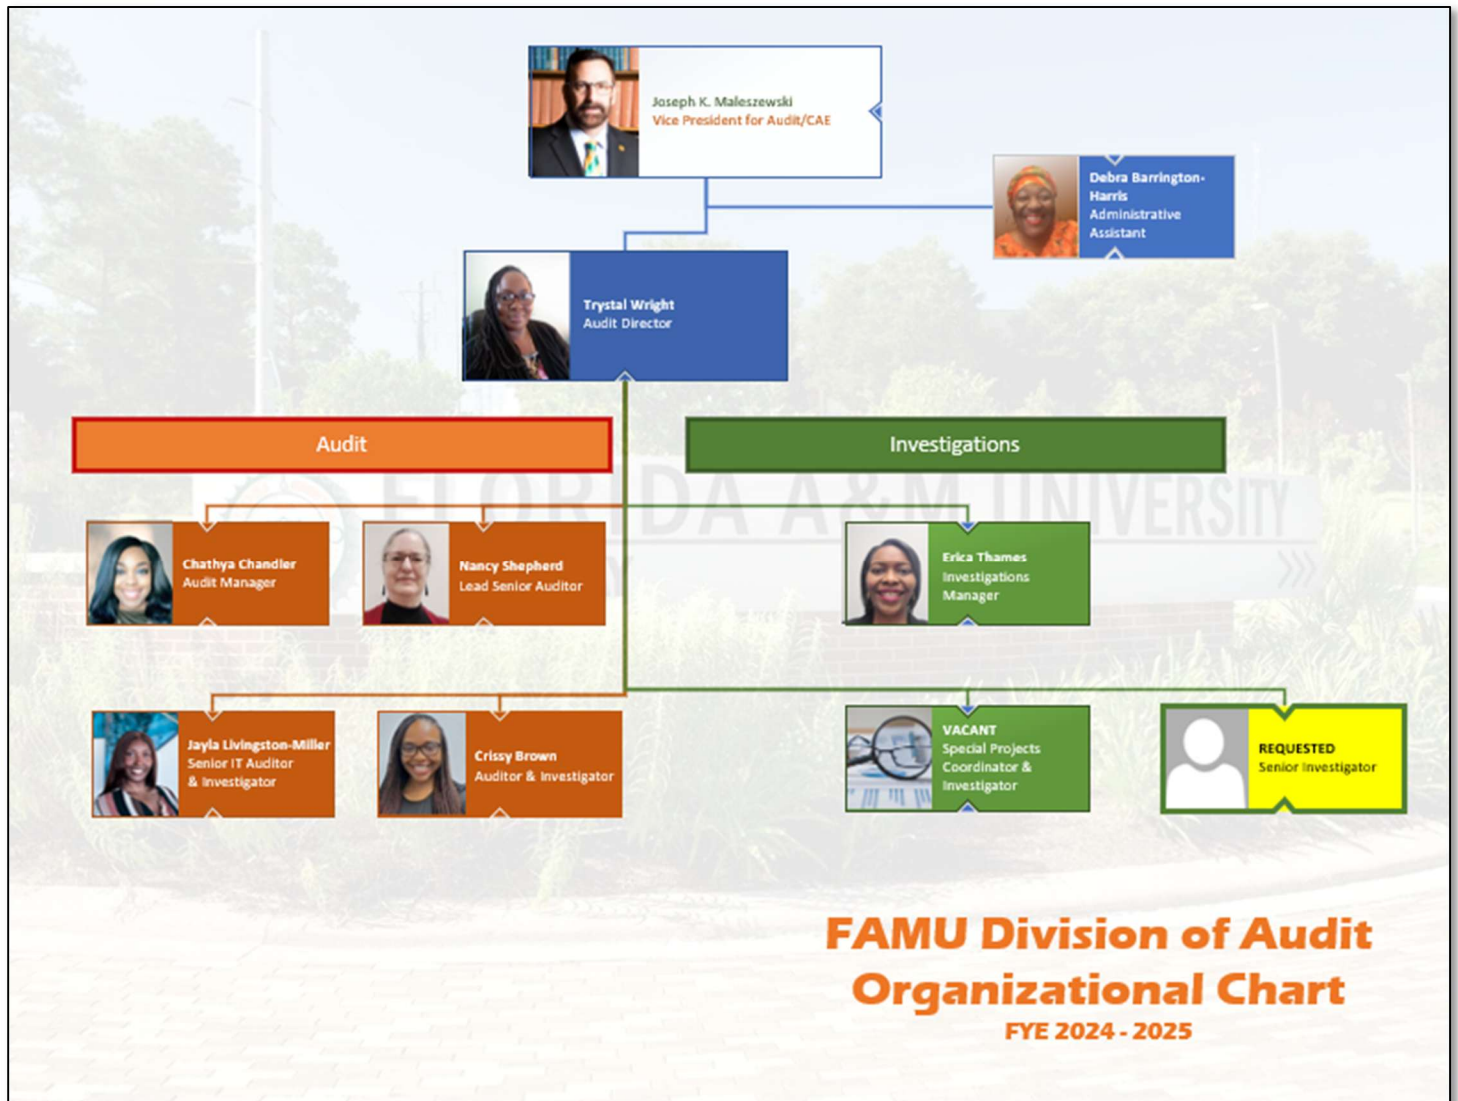 Joseph K. Maleszewski
Vice President for Audit/CAE
Debra Barrington-
Harris
Administrative
Assistant
Trystal Wright
Audit Director
Audit
Investigations
FLORIDA A&M UNIVERSITY
Chathya Chandler
Audit Manager
Nancy Shepherd
Lead Senior Auditor
Erica Thames
Investigations
Manager
Jayla Livingston-Miller
Senior IT Auditor
& Investigator
Crissy Brown
Auditor & Investigator
VACANT
Special Projects
Coordinator &
Investigator
REQUESTED
Senior Investigator
FAMU Division of Audit
Organizational Chart
FYE 2024 - 2025